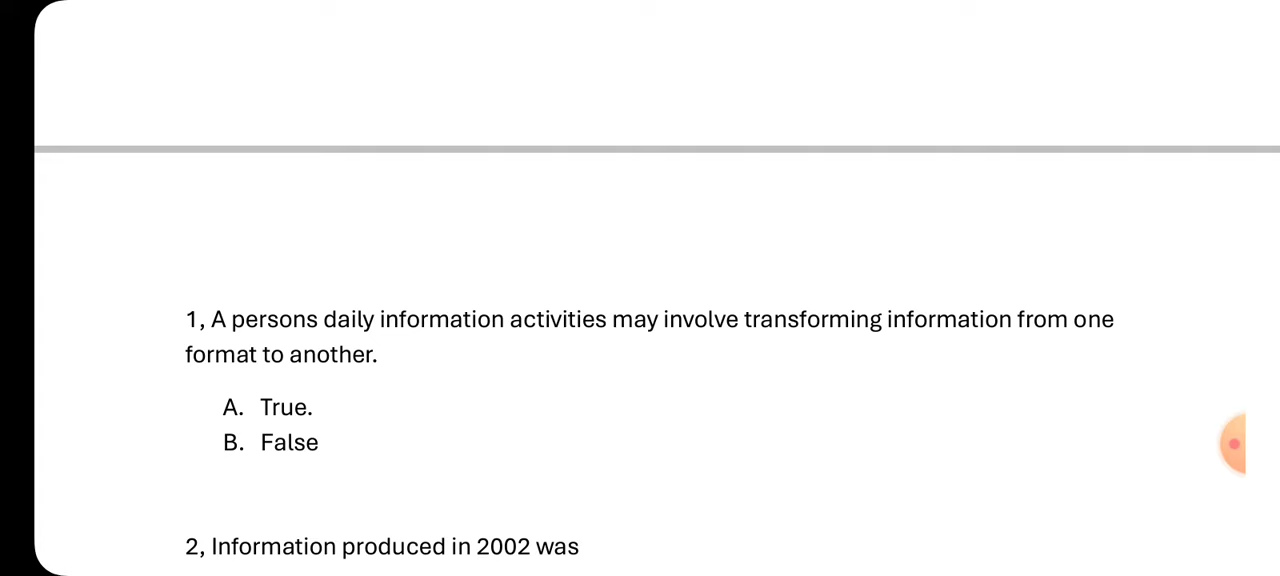 1, A persons daily information activities may involve transforming information from one
format to another.
A. True.
B. False
2, Information produced in 2002 was